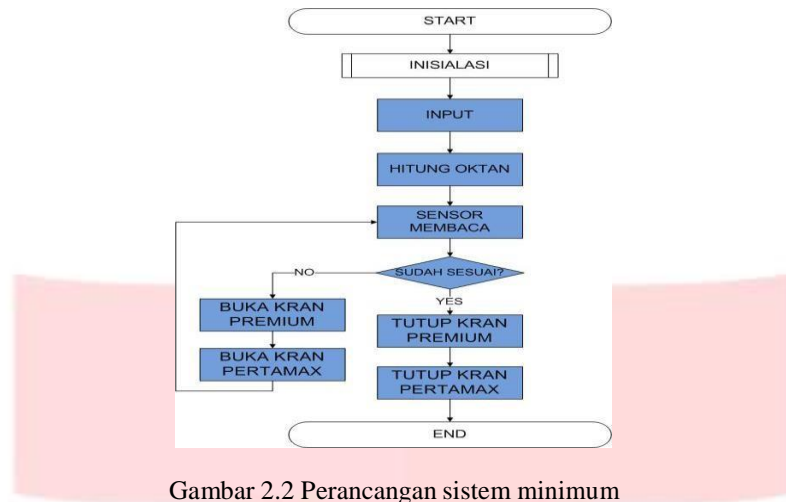 START
INISIALASI
INPUT
HITUNG OKTAN
SENSOR
MEMBACA
SUDAH SESUAI?
NO
YES
BUKA KRAN
PREMIUM
BUKA KRAN
PERTAMAX
TUTUP KRAN
PREMIUM
TUTUP KRAN
PERTAMAX
END
Gambar 2.2 Perancangan sistem minimum